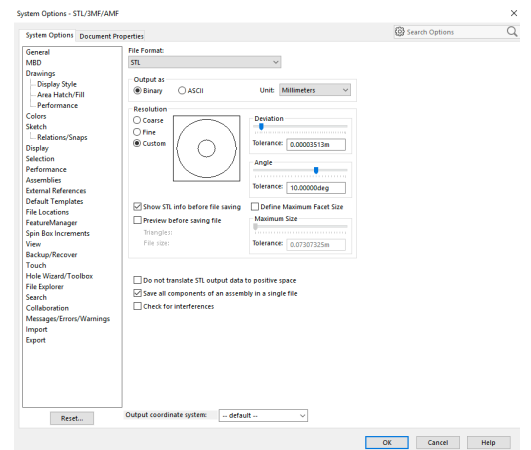 System Options - STL/3MF/AMF
System Options Document Properties
Search Options
General
MBD
Drawings
Display Style
Area Hatch/Fill
Performance
Colors
Sketch
Relations/Snaps
Display
Selection
Performance
Assemblies
External References
Default Templates
File Locations
FeatureManager
Spin Box Increments
View
Backup/Recover
Touch
Hole Wizard/Toolbox
File Explorer
Search
Collaboration
Messages/Errors/Warnings
Import
Export
Reset...
File Format:
STL
Output as
Binary ASCII Unit: Millimeters
Resolution
Coarse
Fine
Custom
Deviation
Tolerance: 0.00003513m
Angle
Tolerance: 10.00000deg
Show STL info before file saving
Preview before saving file
Triangles:
File size:
Define Maximum Facet Size
Maximum Size
Tolerance: 0.07307325m
Do not translate STL output data to positive space
Save all components of an assembly in a single file
Check for interferences
Output coordinate system: -- default --
OK Cancel Help